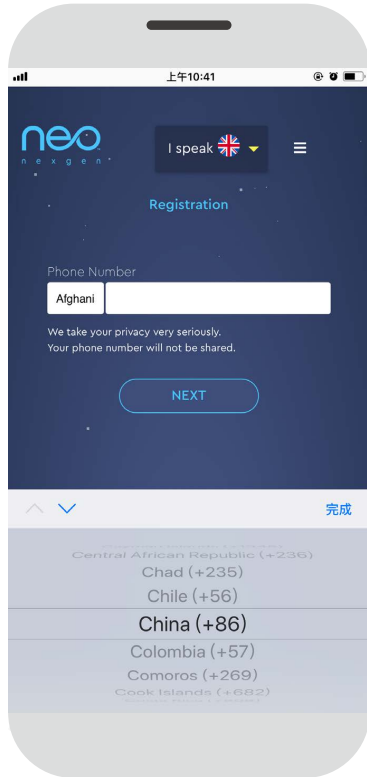 上午10:41
neo
nexgen
I speak
Registration
Phone Number
Afghani
We take your privacy very seriously.
Your phone number will not be shared.
NEXT
完成
Central African Republic (+236)
Chad (+235)
Chile (+56)
China (+86)
Colombia (+57)
Comoros (+269)
Cook Islands (+682)